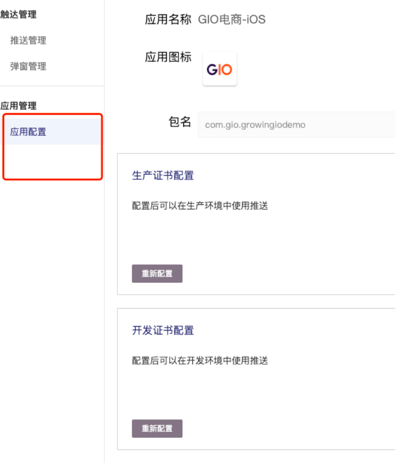 触达管理
推送管理
弹窗管理
应用管理
应用配置
应用名称 GIO电商-iOS
应用图标
GIO
包名 com.gio.growingiodemo
生产证书配置
配置后可以在生产环境中使用推送
重新配置
开发证书配置
配置后可以在开发环境中使用推送
重新配置